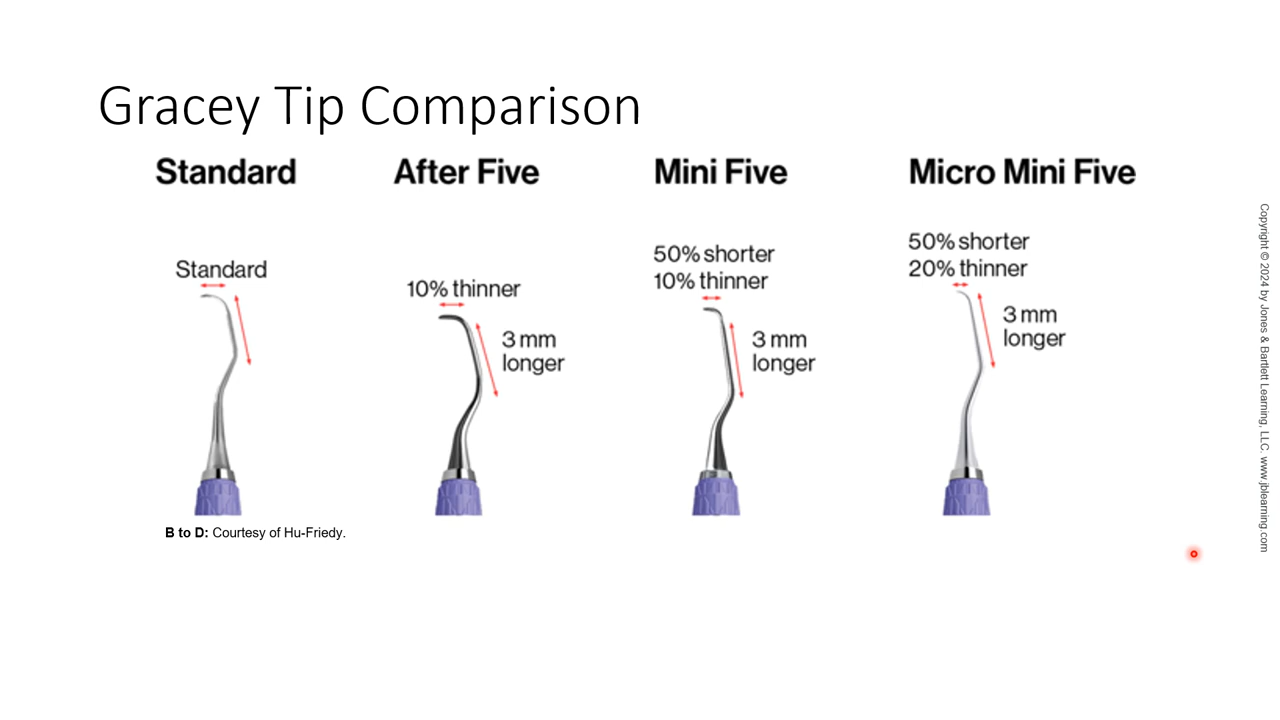 Gracey Tip Comparison
Standard
After Five
Mini Five
Micro Mini Five
Standard
10% thinner
3 mm
longer
50% shorter
10% thinner
3 mm
longer
50% shorter
20% thinner
3 mm
longer
B to D: Courtesy of Hu-Friedy.
Copyright © 2024 by Jones & Bartlett Learning, LLC. www.jblearning.com